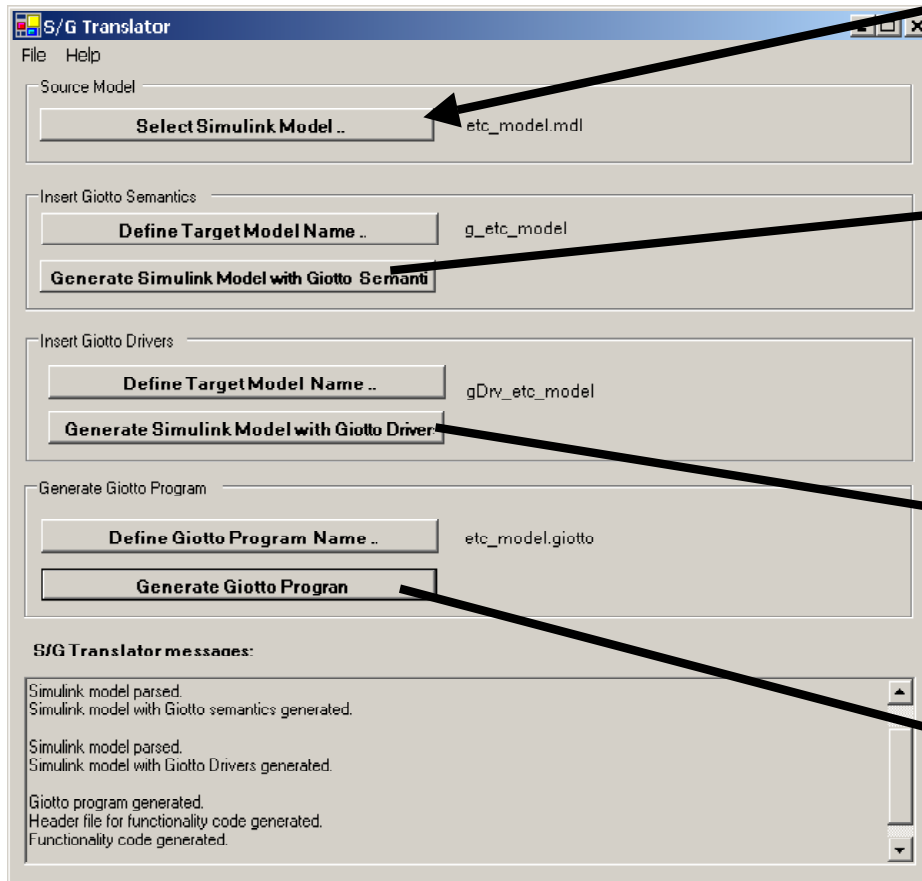 S/G Translator
File Help
Source Model
Select Simulink Model ..
etc_model.mdl
Insert Giotto Semantics
Define Target Model Name ..
g_etc_model
Generate Simulink Model with Giotto Semanti
Insert Giotto Drivers
Define Target Model Name ..
gDrv_etc_model
Generate Simulink Model with Giotto Driver
Generate Giotto Program
Define Giotto Program Name ..
etc_model.giotto
Generate Giotto Progran
S/G Translator messages:
Simulink model parsed.
Simulink model with Giotto semantics generated.
Simulink model parsed.
Simulink model with Giotto Drivers generated.
Giotto program generated.
Header file for functionality code generated.
Functionality code generated.